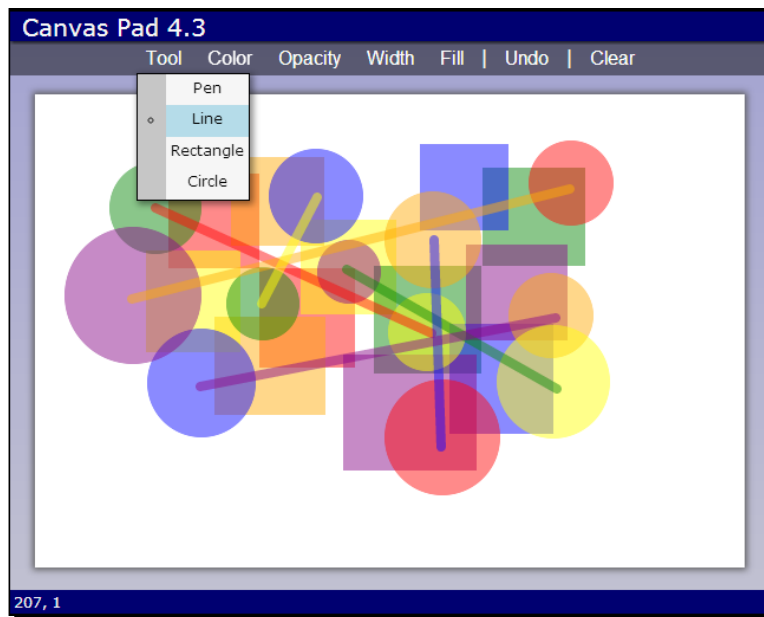 Canvas Pad 4.3
Tool Color Opacity Width Fill | Undo | Clear
Pen
Line
Rectangle
Circle
207, 1